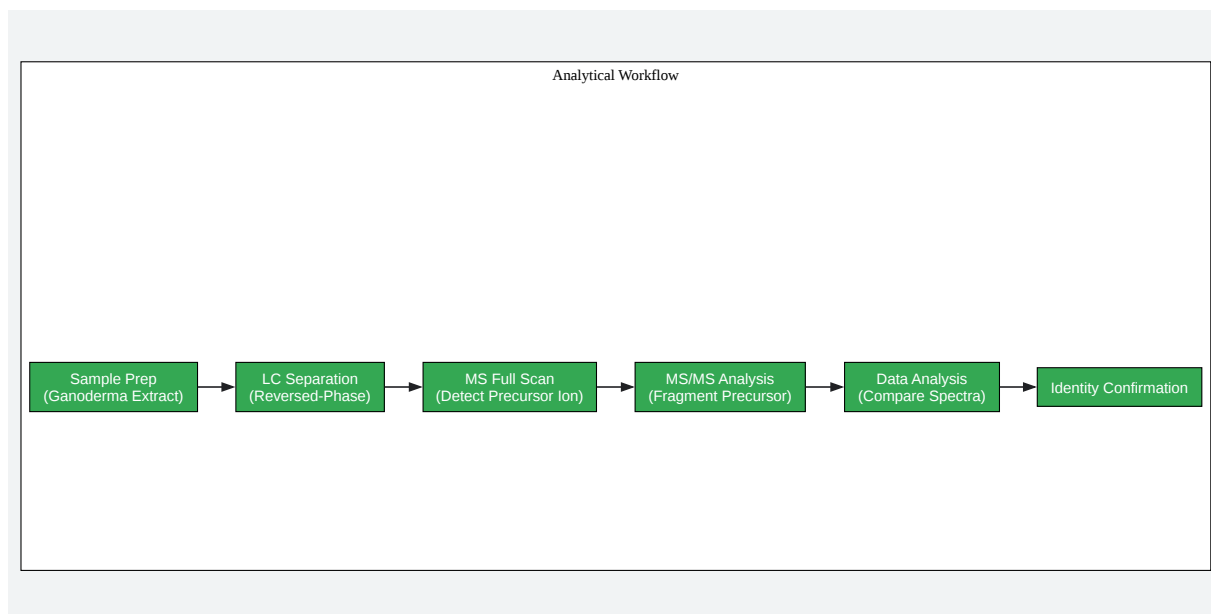 Analytical Workflow
Sample Prep
(Ganoderma Extract)
LC Separation
(Reversed-Phase)
MS Full Scan
(Detect Precursor Ion)
MS/MS Analysis
(Fragment Precursor)
Data Analysis
(Compare Spectra)
Identity Confirmation